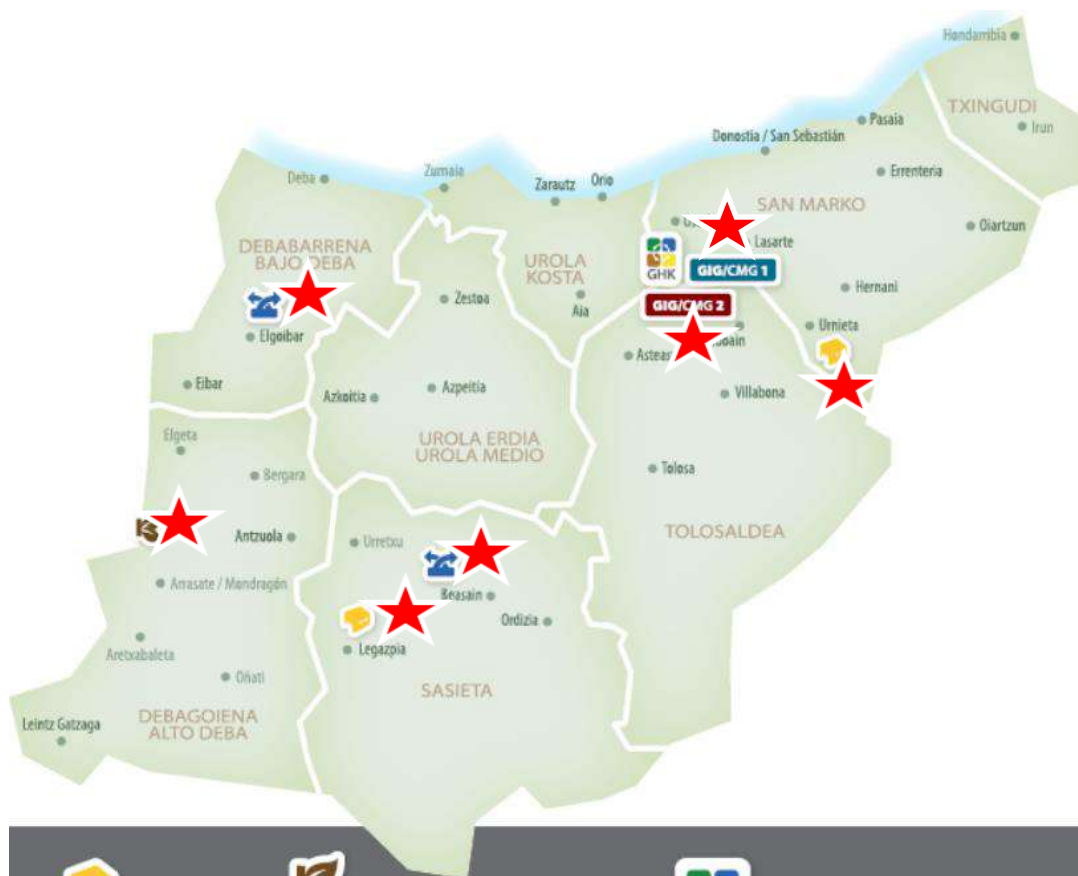 Hondarribia
TXINGUDI
Irun
Pasaia
Donostia / San Sebastián
Errenteria
SAN MARKO
Oiartzun
Lasarte
Hernani
Urnieta
GHK
GIG/CMG 1
GIG/CMG 2
Deba
Zumaia
Zarautz
Orio
DEBABARRENA
BAJO DEBA
UROLA
KOSTA
Zestoa
Aia
Elgoibar
Eibar
Azkoitia
Azpeitia
Villabona
UROLA ERDIA
UROLA MEDIO
Elgeta
Bergara
Tolosa
TOLOSALDEA
Antzuola
Urretxu
Arrasate / Mondragón
Beasain
Ordizia
Legazpia
Aretxabaleta
Oñati
SASIETA
DEBAGOIENA
ALTO DEBA
Leintz Gatzaga